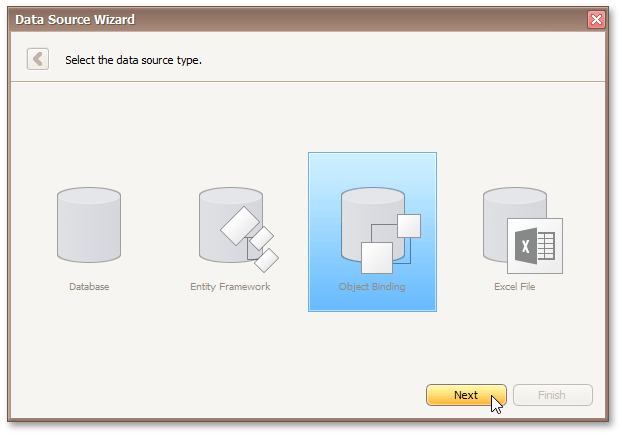 Data Source Wizard
Select the data source type.
Database
Entity Framework
Object Binding
Excel File
Next
Finish